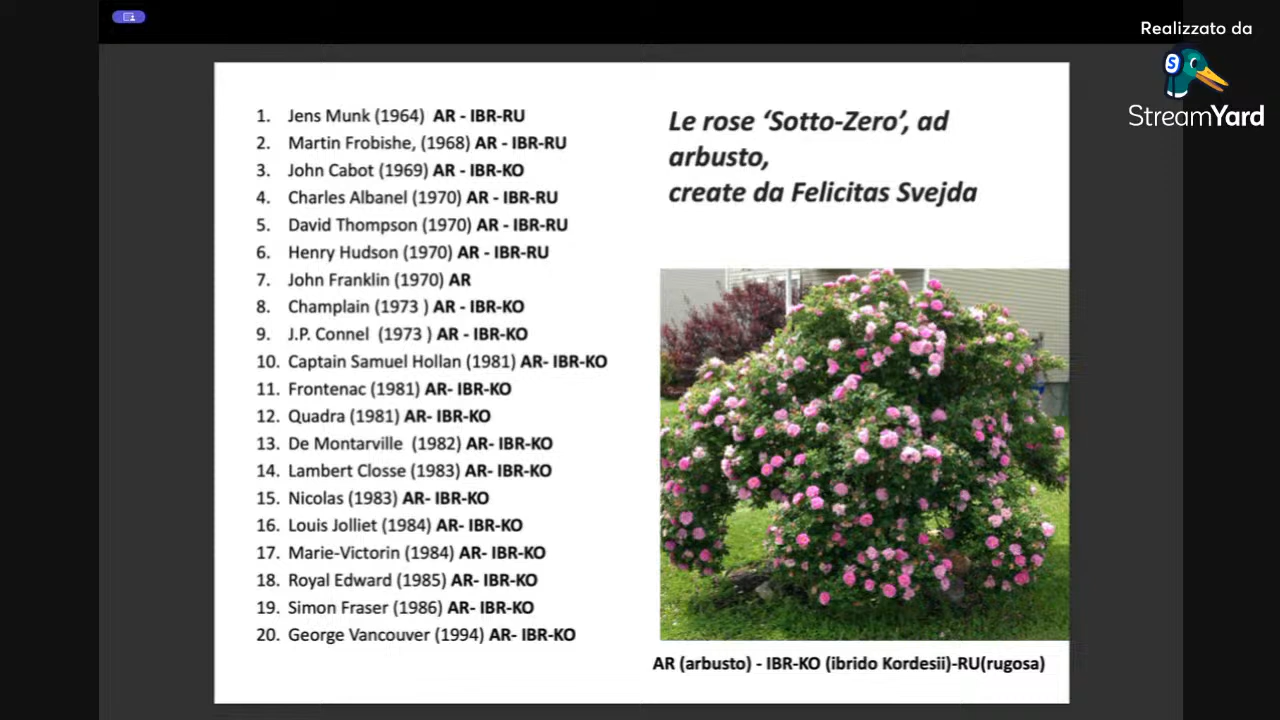 Realizzato da
StreamYard
Le rose ‘Sotto-Zero’, ad
arbusto,
create da Felicitas Svejda
1. Jens Munk (1964) AR - IBR-RU
2. Martin Frobishe, (1968) AR - IBR-RU
3. John Cabot (1969) AR - IBR-KO
4. Charles Albanel (1970) AR - IBR-RU
5. David Thompson (1970) AR - IBR-RU
6. Henry Hudson (1970) AR - IBR-RU
7. John Franklin (1970) AR
8. Champlain (1973 ) AR - IBR-KO
9. J.P. Connel (1973 ) AR - IBR-KO
10. Captain Samuel Hollan (1981) AR- IBR-KO
11. Frontenac (1981) AR- IBR-KO
12. Quadra (1981) AR- IBR-KO
13. De Montarville (1982) AR- IBR-KO
14. Lambert Closse (1983) AR- IBR-KO
15. Nicolas (1983) AR- IBR-KO
16. Louis Jolliet (1984) AR- IBR-KO
17. Marie-Victorin (1984) AR- IBR-KO
18. Royal Edward (1985) AR- IBR-KO
19. Simon Fraser (1986) AR- IBR-KO
20. George Vancouver (1994) AR- IBR-KO
AR (arbusto) - IBR-KO (ibrido Kordesii)-RU(rugosa)